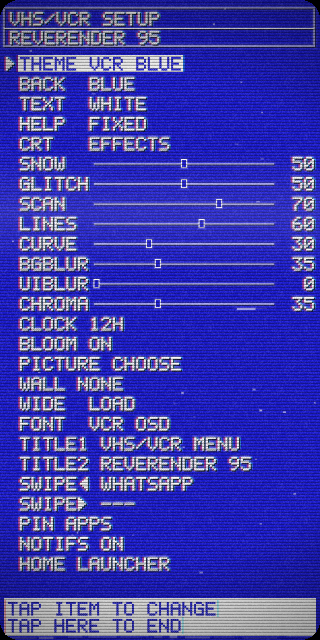 VHS/VCR SETUP
REVERENDER 95
THEME VCR BLUE
BACK BLUE
TEXT WHITE
HELP FIXED
CRT EFFECTS
SNOW 50
GLITCH 50
SCAN 70
LINES 60
CURVE 30
BGBLUR 35
UIBLUR 0
CHROMA 35
CLOCK 12H
BLOOM ON
PICTURE CHOOSE
WALL NONE
WIDE LOAD
FONT VCR OSD
TITLE1 VHS/VCR MENU
TITLE2 REVERENDER 95
SWIPE◀ WHATSAPP
SWIPE▶ ---
PIN APPS
NOTIFS ON
HOME LAUNCHER
TAP ITEM TO CHANGE
TAP HERE TO END